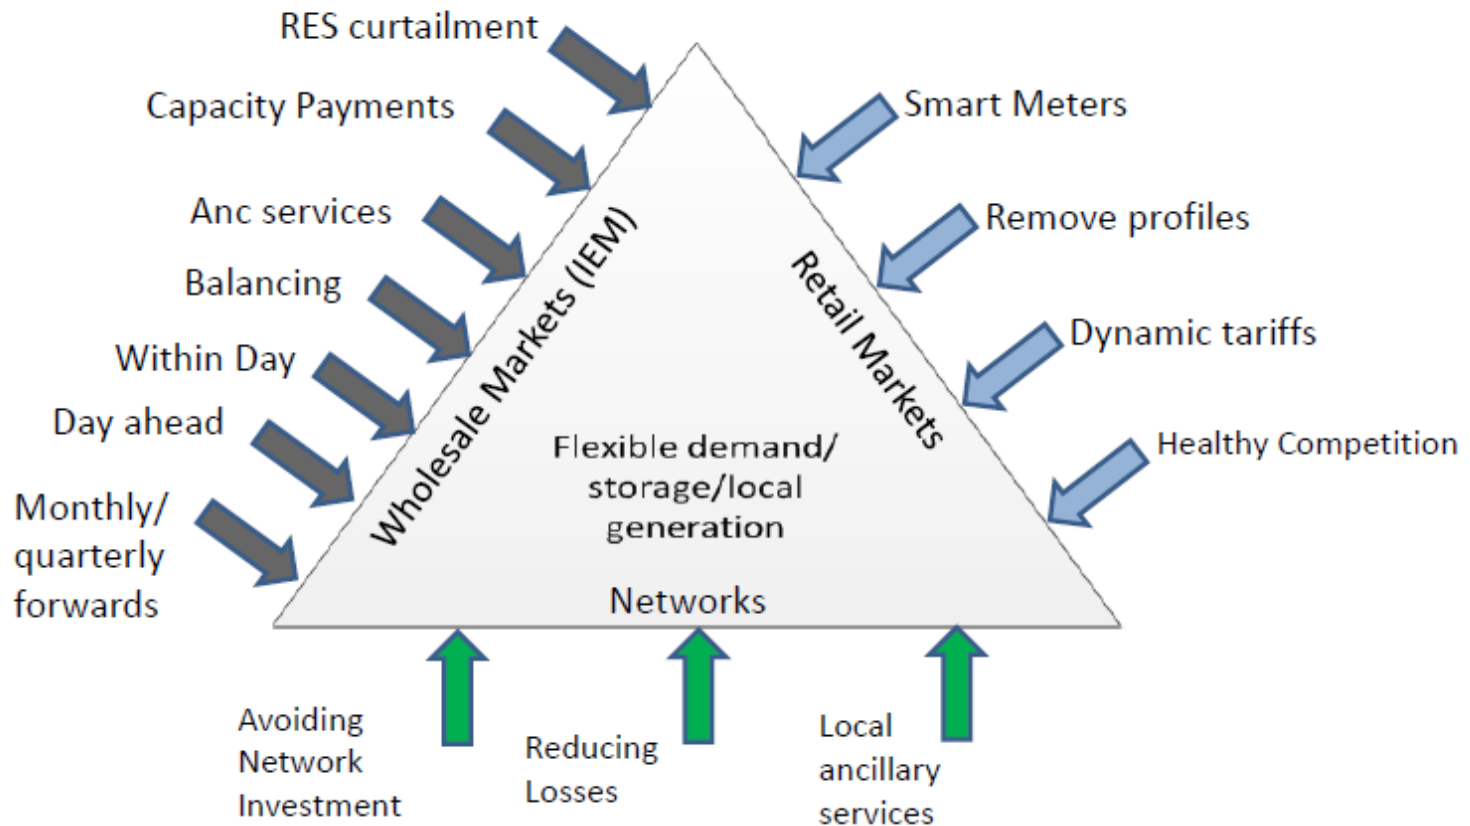 RES curtailment
Capacity Payments
Anc services
Balancing
Within Day
Day ahead
Monthly/
quarterly
forwards
Wholesale Markets (IEM)
Retail Markets
Smart Meters
Remove profiles
Dynamic tariffs
Healthy Competition
Flexible demand/
storage/local
generation
Networks
Avoiding
Network
Investment
Reducing
Losses
Local
ancillary
services